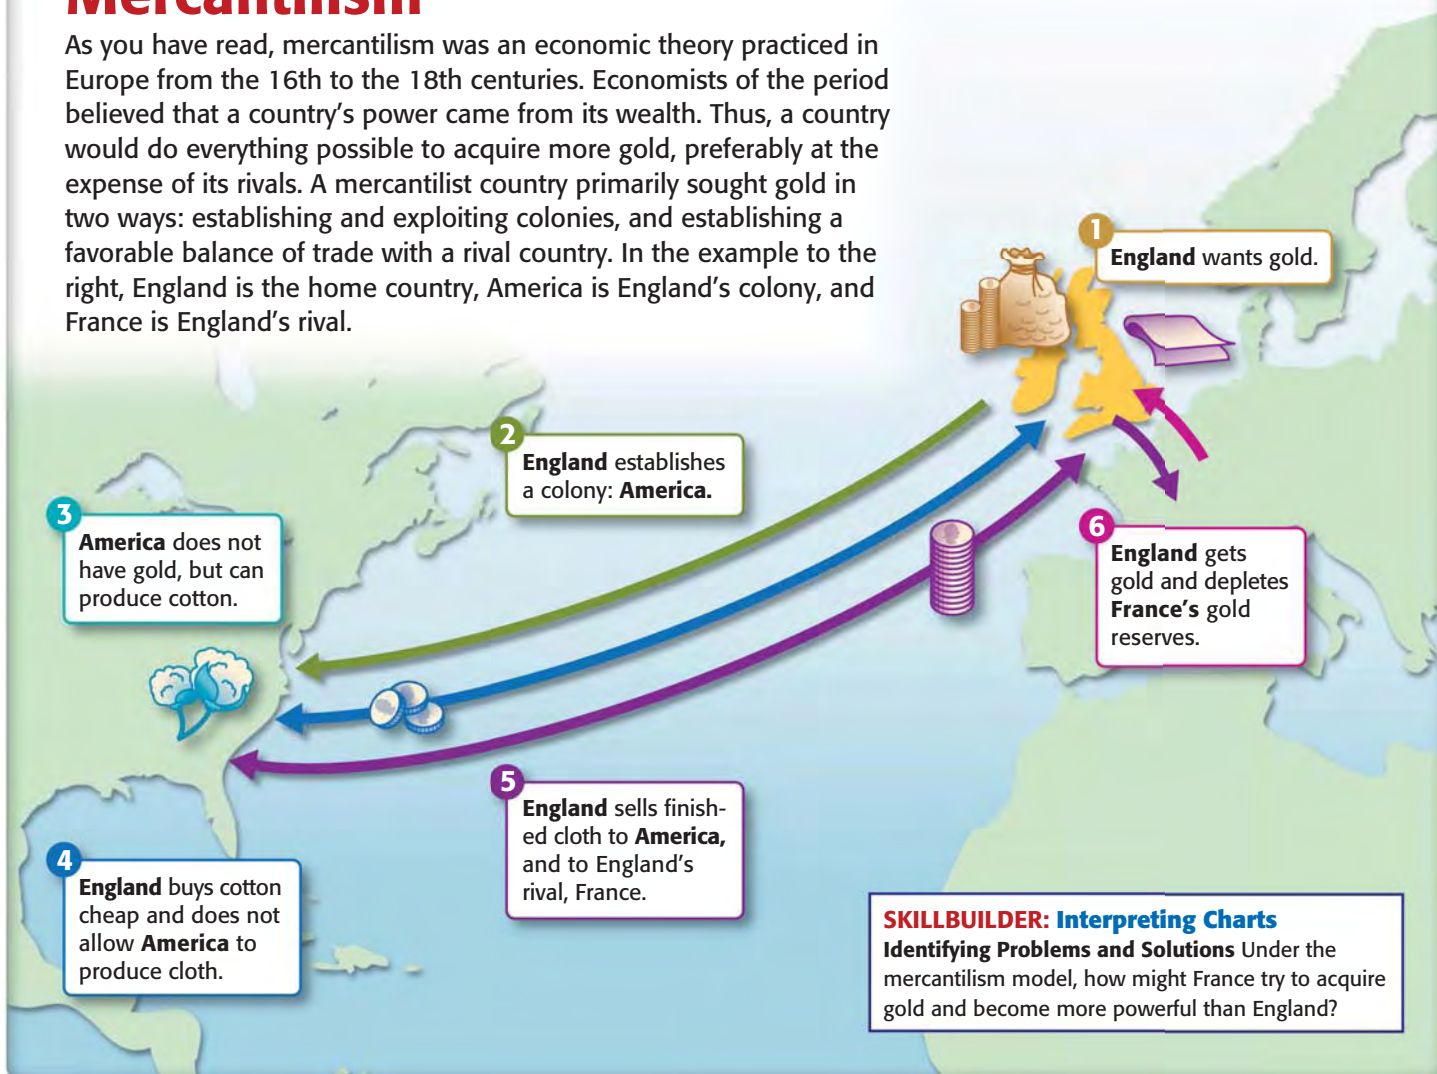 Mercantilism
As you have read, mercantilism was an economic theory practiced in
Europe from the 16th to the 18th centuries. Economists of the period
believed that a country's power came from its wealth. Thus, a country
would do everything possible to acquire more gold, preferably at the
expense of its rivals. A mercantilist country primarily sought gold in
two ways: establishing and exploiting colonies, and establishing a
favorable balance of trade with a rival country. In the example to the
right, England is the home country, America is England's colony, and
France is England's rival.
1
England wants gold.
2
England establishes
a colony: America.
3
America does not
have gold, but can
produce cotton.
4
England buys cotton
cheap and does not
allow America to
produce cloth.
5
England sells finish-
ed cloth to America,
and to England's
rival, France.
6
England gets
gold and depletes
France's gold
reserves.
SKILLBUILDER: Interpreting Charts
Identifying Problems and Solutions Under the
mercantilism model, how might France try to acquire
gold and become more powerful than England?